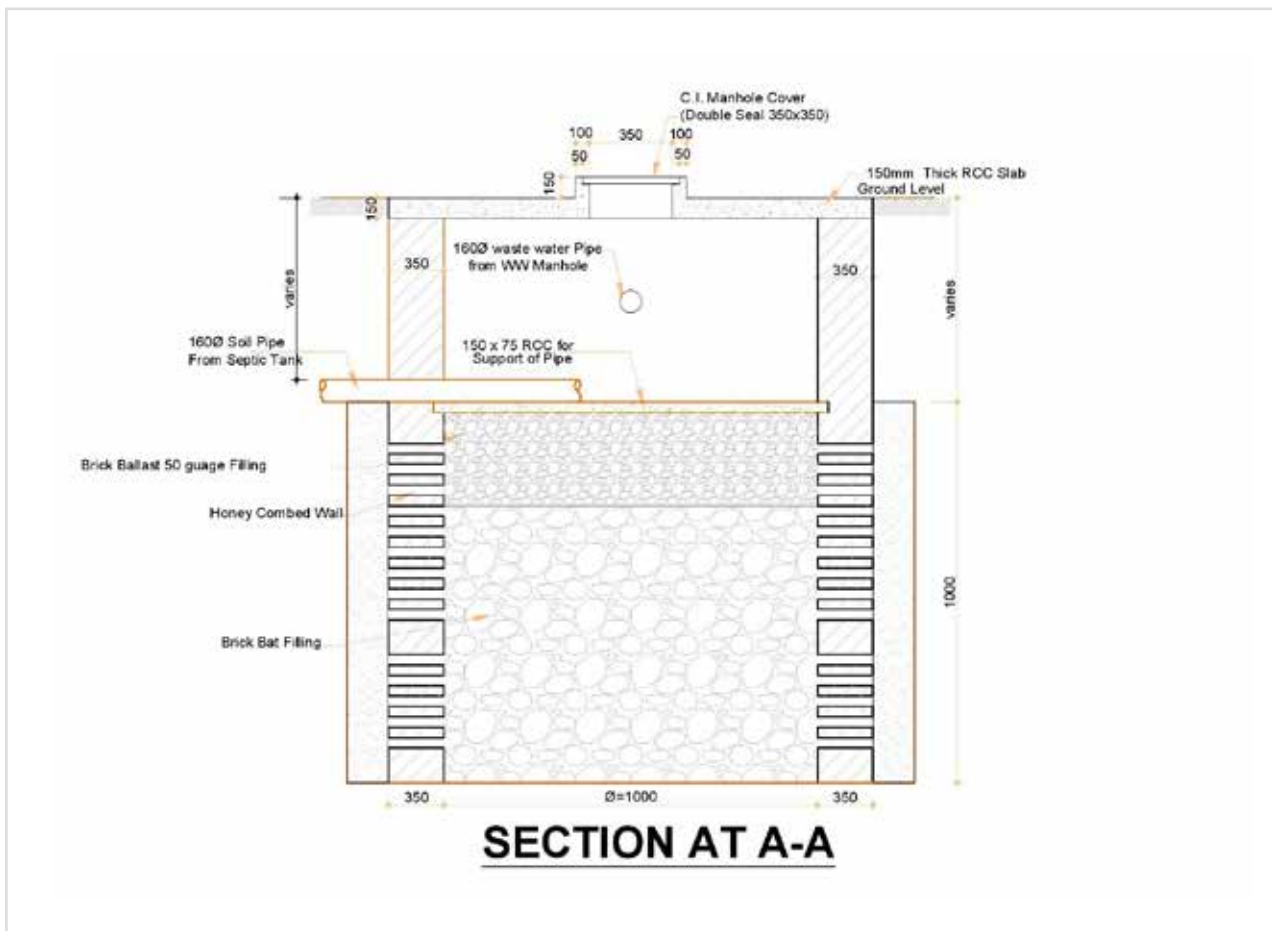 C.I. Manhole Cover
(Double Seal 350x350)
100 350 100
50 50
150
150mm Thick RCC Slab
Ground Level
150
160Ø waste water Pipe
from WW Manhole
350
350
varies
varies
160Ø Soil Pipe
From Septic Tank
150 x 75 RCC for
Support of Pipe
Brick Ballast 50 guage Filling
Honey Combed Wall
1000
Brick Bat Filling
350 Ø=1000 350
SECTION AT A-A